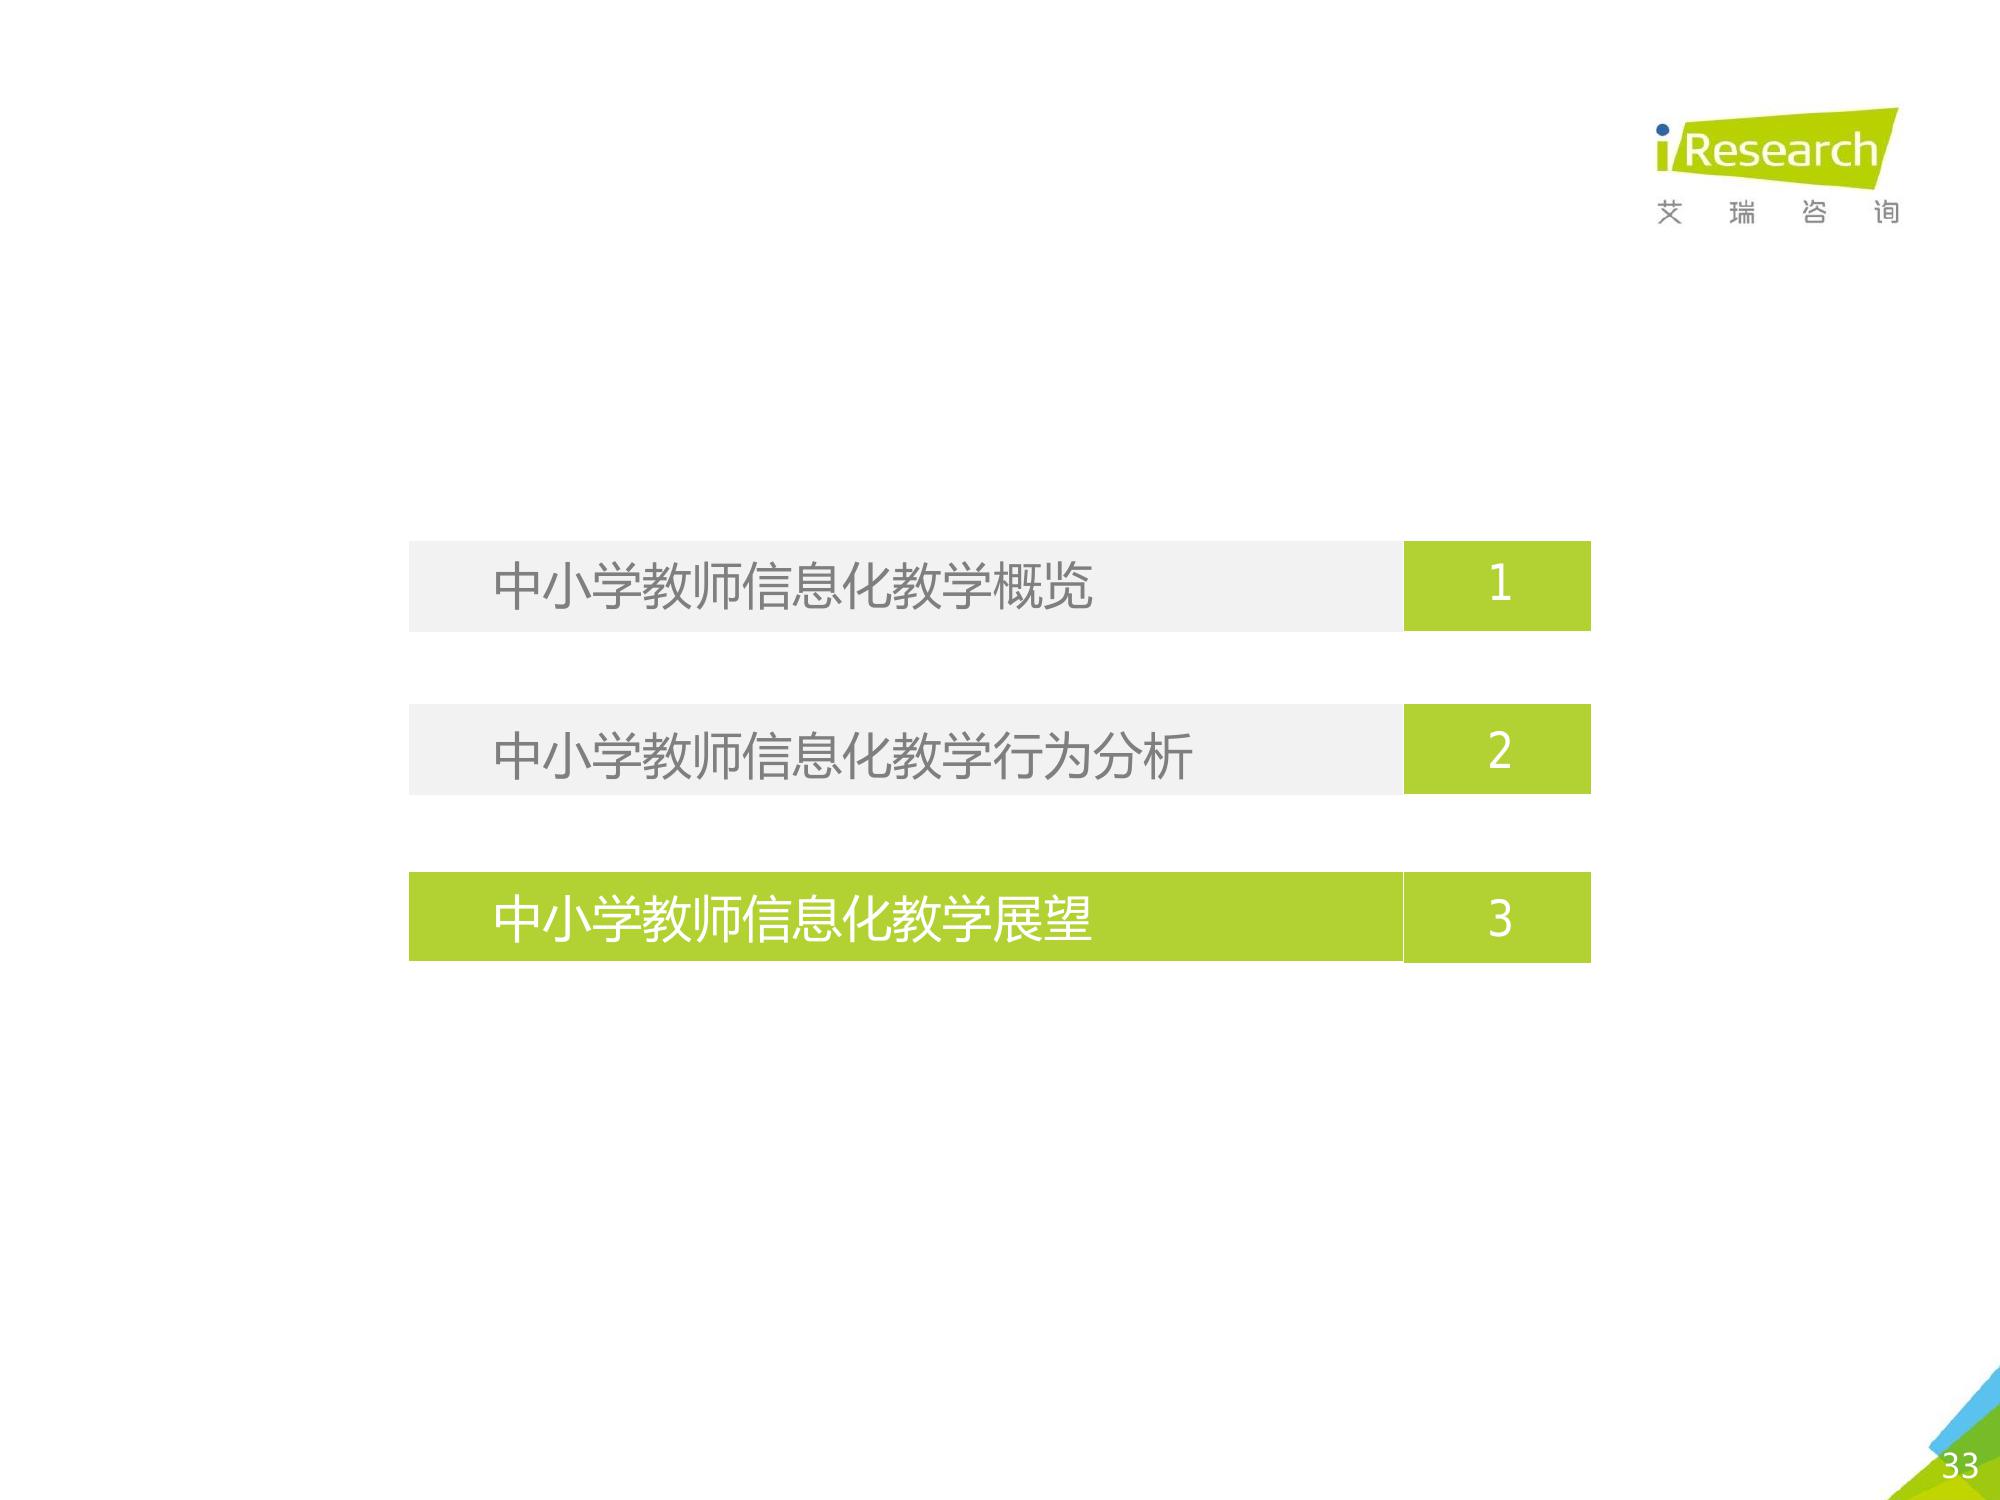 iResearch
艾瑞咨询
中小学教师信息化教学概览 1
中小学教师信息化教学行为分析 2
中小学教师信息化教学展望 3
33